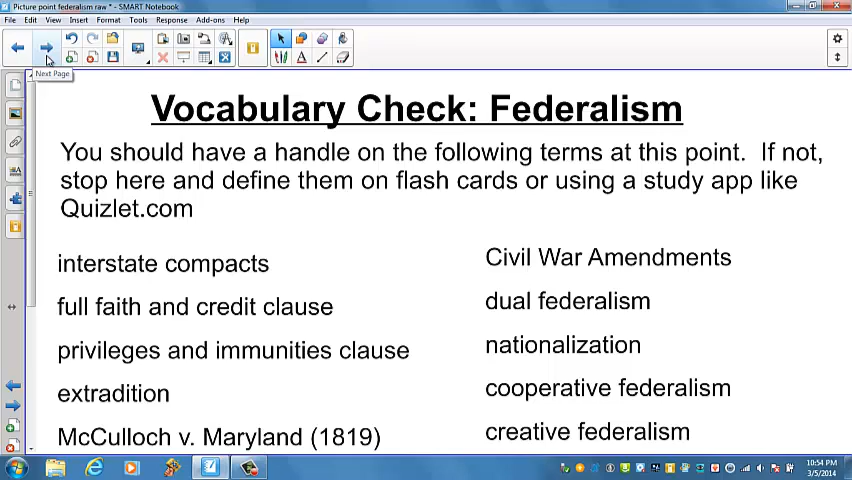 Picture point federalism raw * - SMART Notebook
File Edit View Insert Format Tools Response Add-ons Help
Next Page
Vocabulary Check: Federalism
You should have a handle on the following terms at this point. If not,
stop here and define them on flash cards or using a study app like
Quizlet.com
interstate compacts
full faith and credit clause
privileges and immunities clause
extradition
McCulloch v. Maryland (1819)
Civil War Amendments
dual federalism
nationalization
cooperative federalism
creative federalism
10:54 PM
3/5/2014